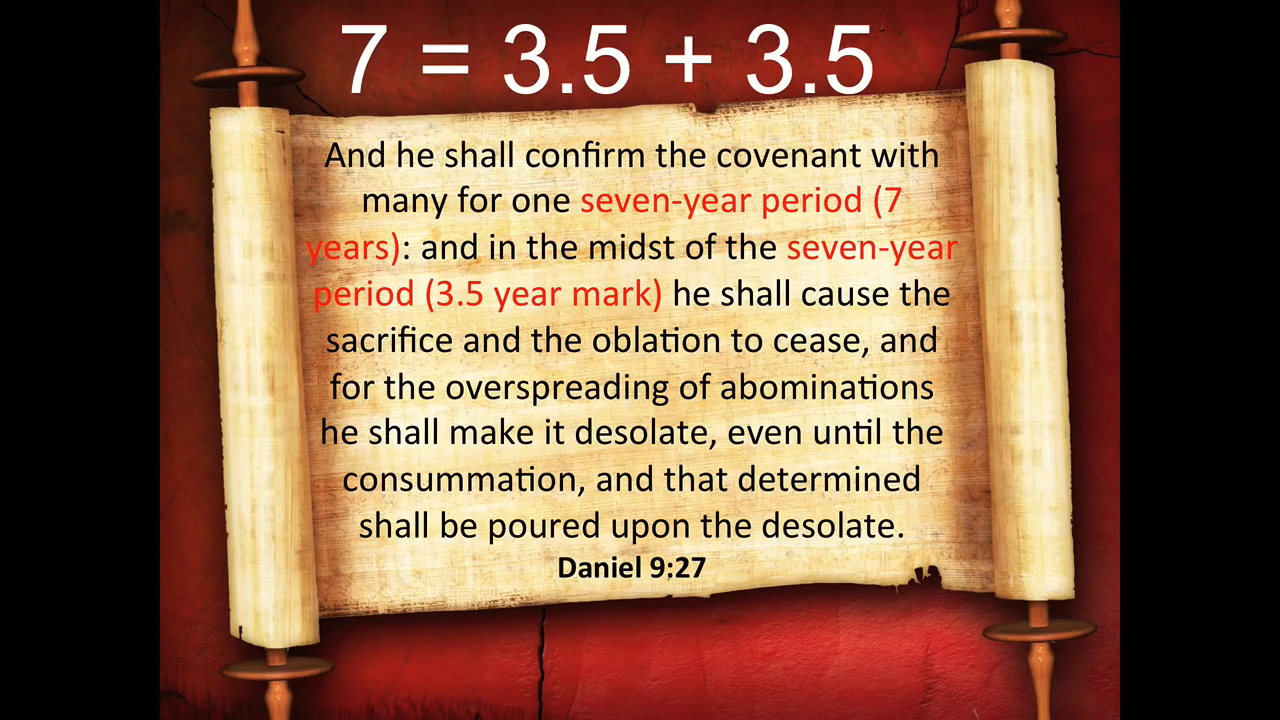 7 = 3.5 + 3.5
And he shall confirm the covenant with
many for one seven-year period (7
years): and in the midst of the seven-year
period (3.5 year mark) he shall cause the
sacrifice and the oblation to cease, and
for the overspreading of abominations
he shall make it desolate, even until the
consummation, and that determined
shall be poured upon the desolate.
Daniel 9:27